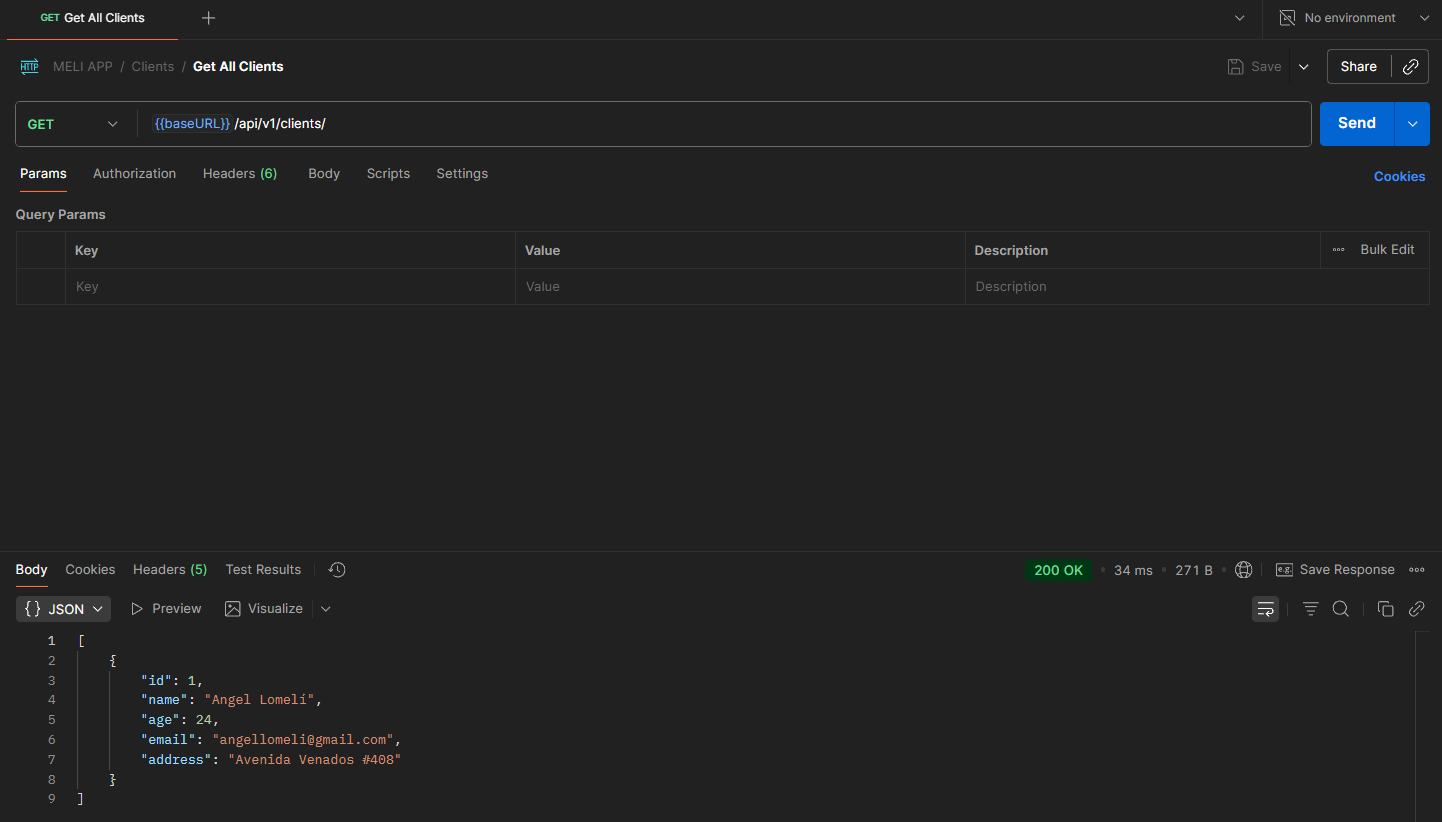 GET Get All Clients
No environment
HTTP MELI APP / Clients / Get All Clients
Save
Share
GET
{{baseURL}} /api/v1/clients/
Send
Params Authorization Headers (6) Body Scripts Settings
Cookies
Query Params
Key Value Description Bulk Edit
Key Value Description
Body Cookies Headers (5) Test Results
200 OK • 34 ms • 271 B • e.g. Save Response
{} JSON Preview Visualize
1 [
2 {
3 "id": 1,
4 "name": "Angel Lomelí",
5 "age": 24,
6 "email": "angellomeli@gmail.com",
7 "address": "Avenida Venados #408"
8 }
9 ]